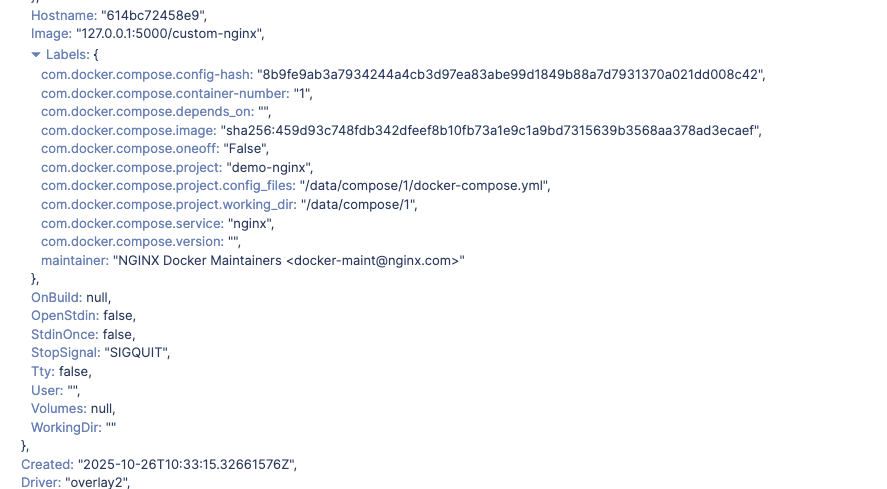 Hostname: "614bc72458e9",
Image: "127.0.0.1:5000/custom-nginx",
Labels: {
com.docker.compose.config-hash: "8b9fe9ab3a7934244a4cb3d97ea83abe99d1849b88a7d7931370a021dd008c42",
com.docker.compose.container-number: "1",
com.docker.compose.depends_on: "",
com.docker.compose.image: "sha256:459d93c748fdb342dfeef8b10fb73a1e9c1a9bd7315639b3568aa378ad3ecaef",
com.docker.compose.oneoff: "False",
com.docker.compose.project: "demo-nginx",
com.docker.compose.project.config_files: "/data/compose/1/docker-compose.yml",
com.docker.compose.project.working_dir: "/data/compose/1",
com.docker.compose.service: "nginx",
com.docker.compose.version: "",
maintainer: "NGINX Docker Maintainers <docker-maint@nginx.com>"
},
OnBuild: null,
OpenStdin: false,
StdinOnce: false,
StopSignal: "SIGQUIT",
Tty: false,
User: "",
Volumes: null,
WorkingDir: ""
},
Created: "2025-10-26T10:33:15.32661576Z",
Driver: "overlay2",